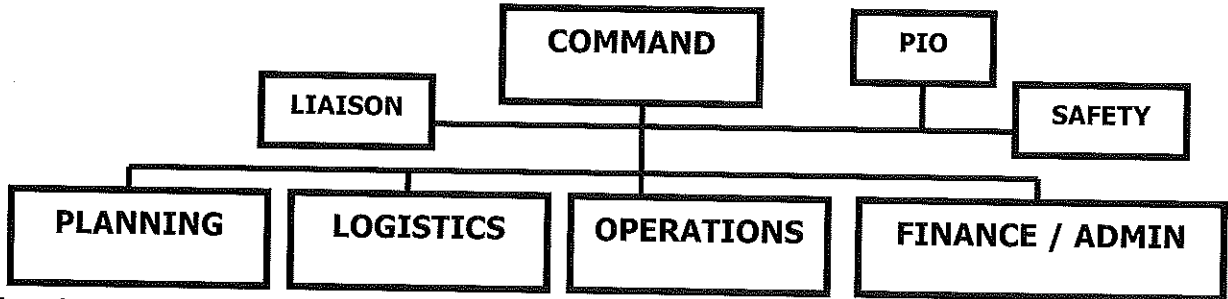 COMMAND
PIO
LIAISON
SAFETY
PLANNING
LOGISTICS
OPERATIONS
FINANCE / ADMIN